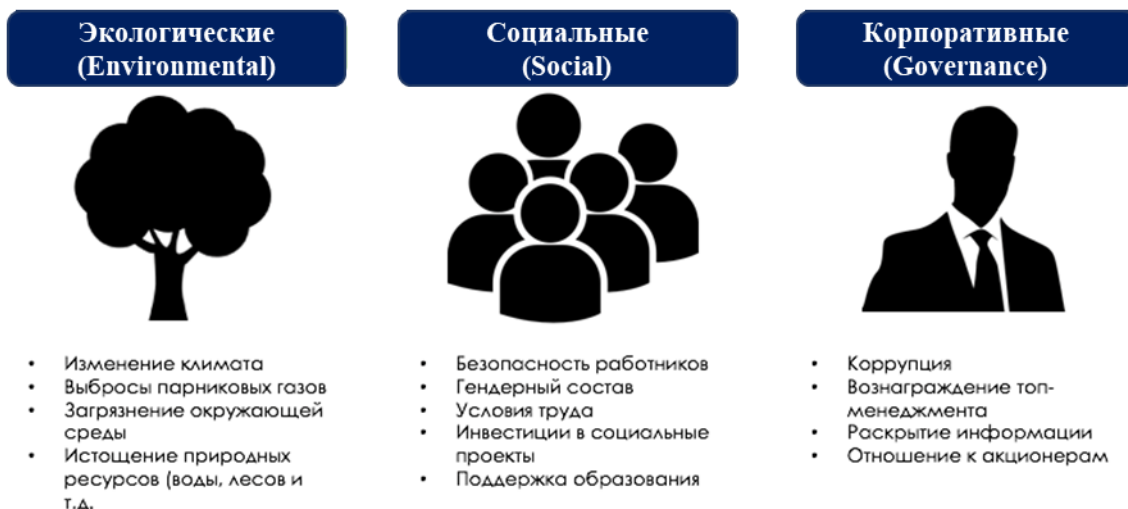 Экологические
(Environmental)
• Изменение климата
• Выбросы парниковых газов
• Загрязнение окружающей
среды
• Истощение природных
ресурсов (воды, лесов и
т.д.
Социальные
(Social)
• Безопасность работников
• Гендерный состав
• Условия труда
• Инвестиции в социальные
проекты
• Поддержка образования
Корпоративные
(Governance)
• Коррупция
• Вознаграждение топ-
менеджмента
• Раскрытие информации
• Отношение к акционерам